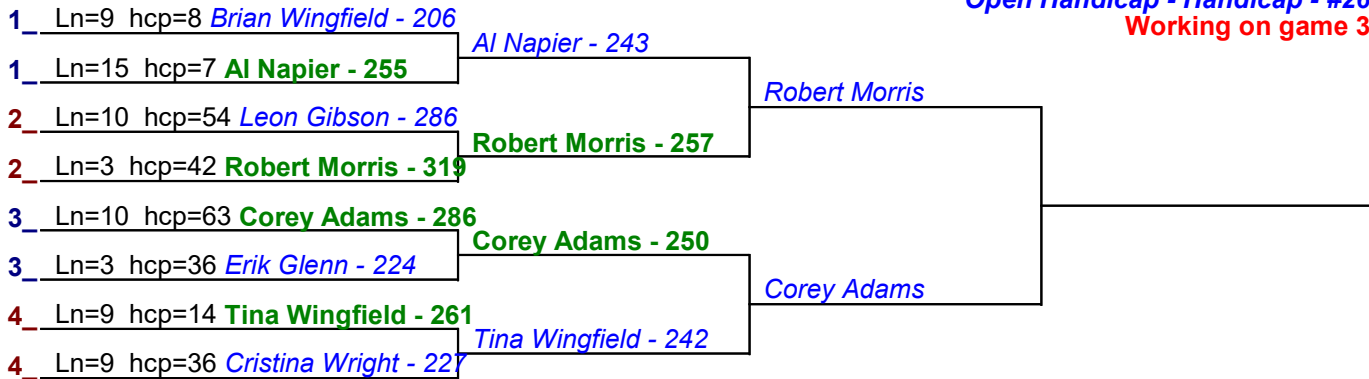 Open Handicap - Handicap - #26
Working on game 3
1_ Ln=9 hcp=8 Brian Wingfield - 206
Al Napier - 243
1_ Ln=15 hcp=7 Al Napier - 255
Robert Morris
2_ Ln=10 hcp=54 Leon Gibson - 286
Robert Morris - 257
2_ Ln=3 hcp=42 Robert Morris - 319
3_ Ln=10 hcp=63 Corey Adams - 286
Corey Adams - 250
3_ Ln=3 hcp=36 Erik Glenn - 224
Corey Adams
4_ Ln=9 hcp=14 Tina Wingfield - 261
Tina Wingfield - 242
4_ Ln=9 hcp=36 Cristina Wright - 227